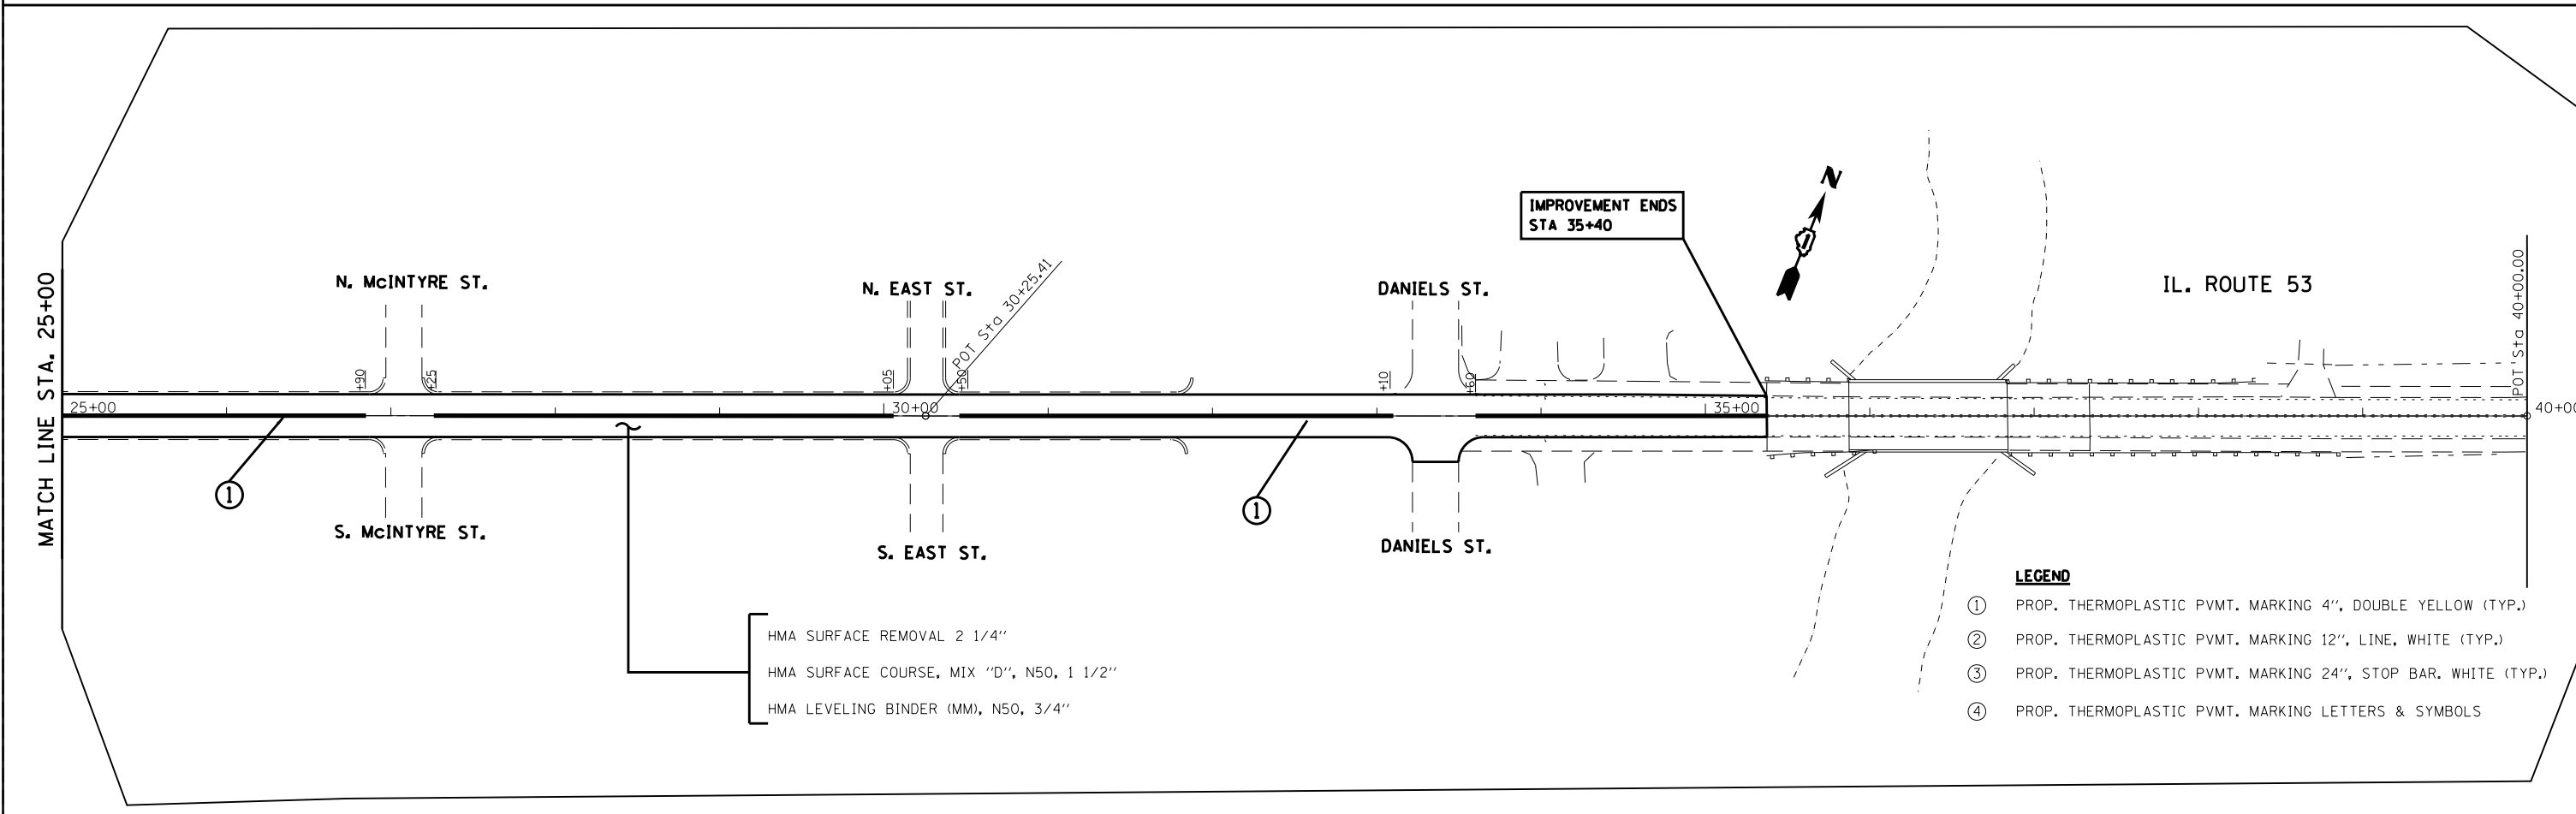 MATCH LINE STA. 25+00
N. McINTYRE ST.
N. EAST ST.
POT Sta 30+25.41
DANIELS ST.
IMPROVEMENT ENDS
STA 35+40
N
IL. ROUTE 53
POT Sta 40+00.00
+90
+25
+05
+50
+10
+60
25+00
30+00
35+00
40+00
1
1
S. McINTYRE ST.
S. EAST ST.
DANIELS ST.
HMA SURFACE REMOVAL 2 1/4"
HMA SURFACE COURSE, MIX "D", N50, 1 1/2"
HMA LEVELING BINDER (MM), N50, 3/4"
LEGEND
1 PROP. THERMOPLASTIC PVMT. MARKING 4", DOUBLE YELLOW (TYP.)
2 PROP. THERMOPLASTIC PVMT. MARKING 12", LINE, WHITE (TYP.)
3 PROP. THERMOPLASTIC PVMT. MARKING 24", STOP BAR. WHITE (TYP.)
4 PROP. THERMOPLASTIC PVMT. MARKING LETTERS & SYMBOLS